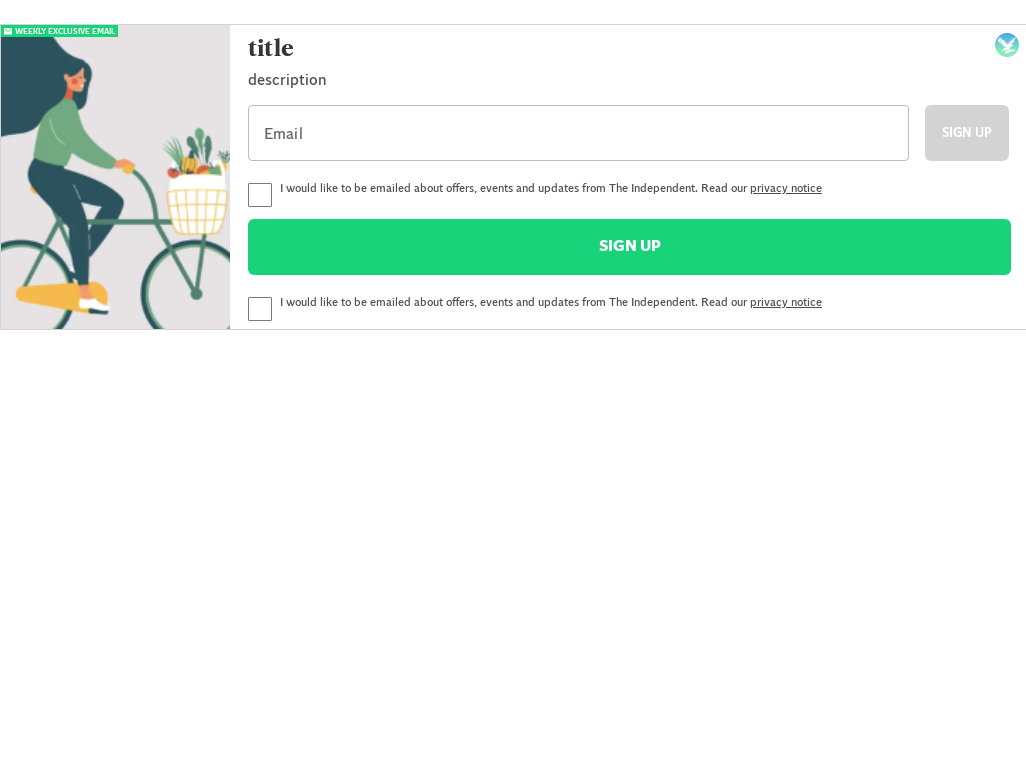 WEEKLY EXCLUSIVE EMAIL
title
description
Email
SIGN UP
I would like to be emailed about offers, events and updates from The Independent. Read our privacy notice
SIGN UP
I would like to be emailed about offers, events and updates from The Independent. Read our privacy notice